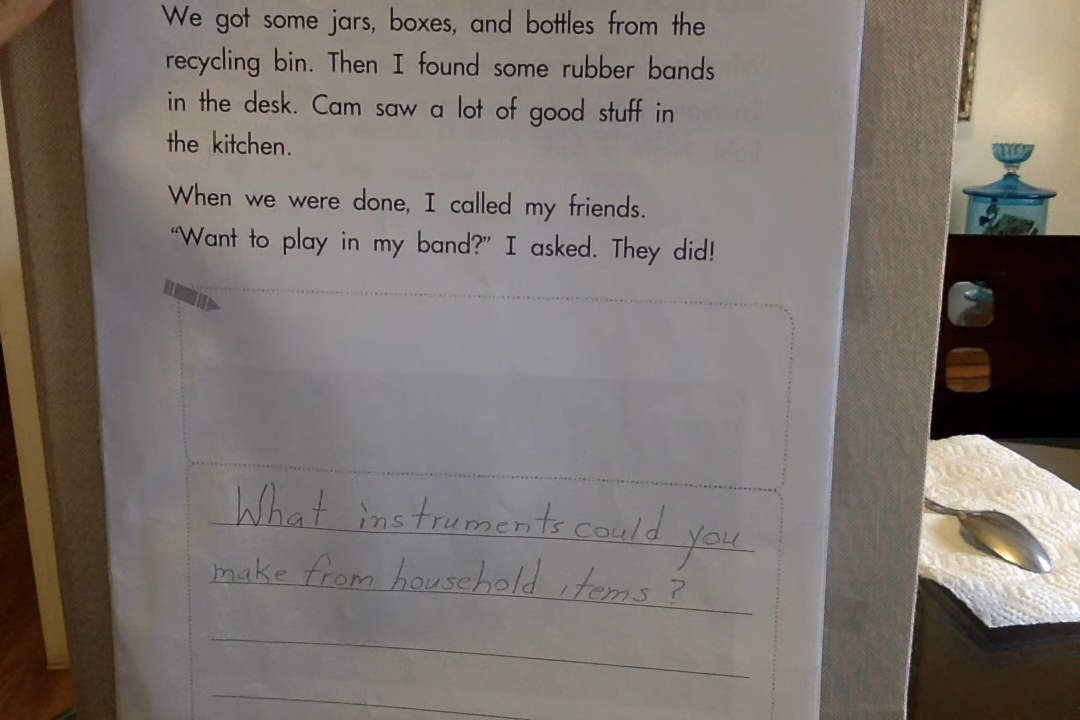 We got some jars, boxes, and bottles from the
recycling bin. Then I found some rubber bands
in the desk. Cam saw a lot of good stuff in
the kitchen.
When we were done, I called my friends.
“Want to play in my band?” I asked. They did!
What instruments could you
make from household items?